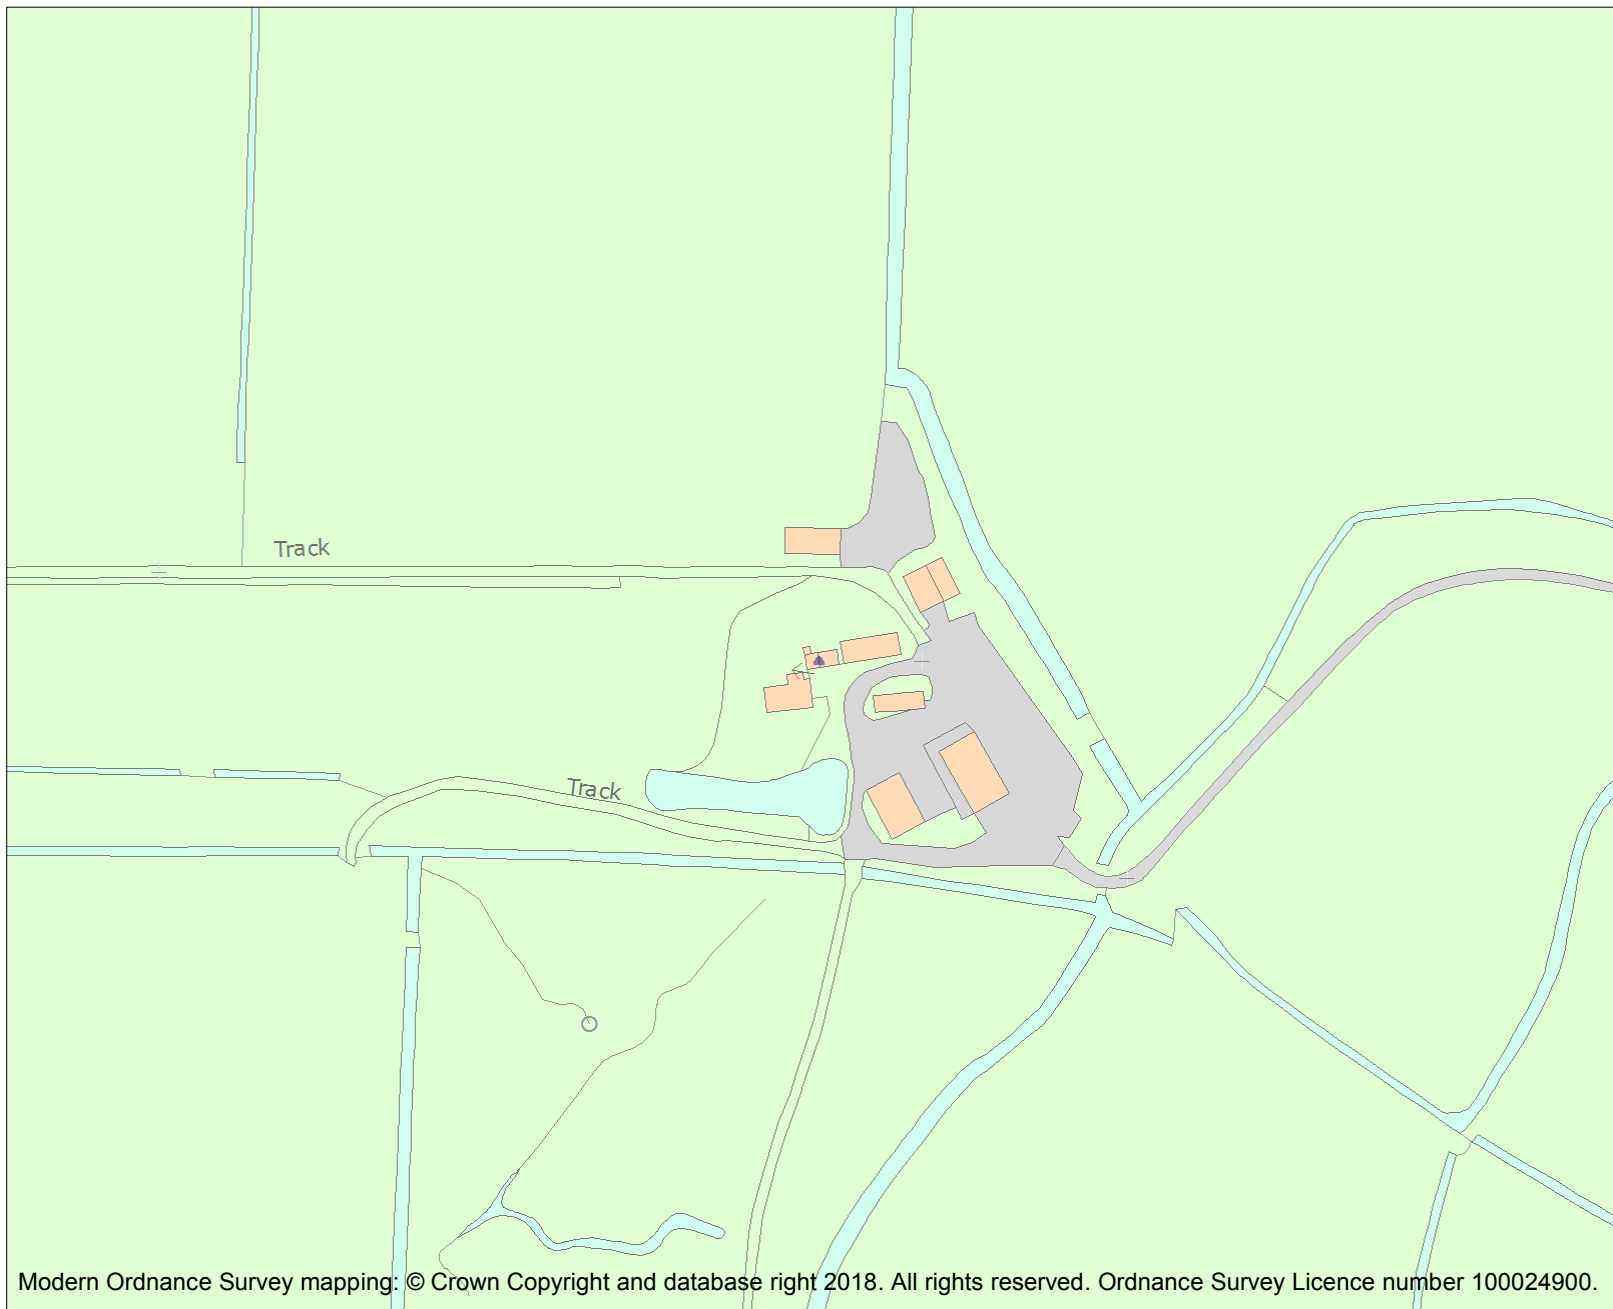 Track
Track
Modern Ordnance Survey mapping: © Crown Copyright and database right 2018. All rights reserved. Ordnance Survey Licence number 100024900.